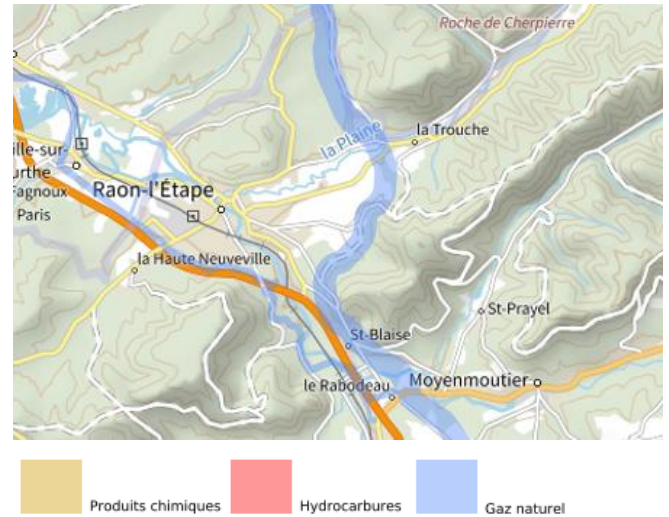 Roche de Cherpierre
la Plaine
la Trouche
ille-sur-
urthe
Fagnoux
Paris
Raon-l'Étape
la Haute Neuveville
St-Prayel
St-Blaise
le Rabodeau
Moyenmoutier
Produits chimiques
Hydrocarbures
Gaz naturel